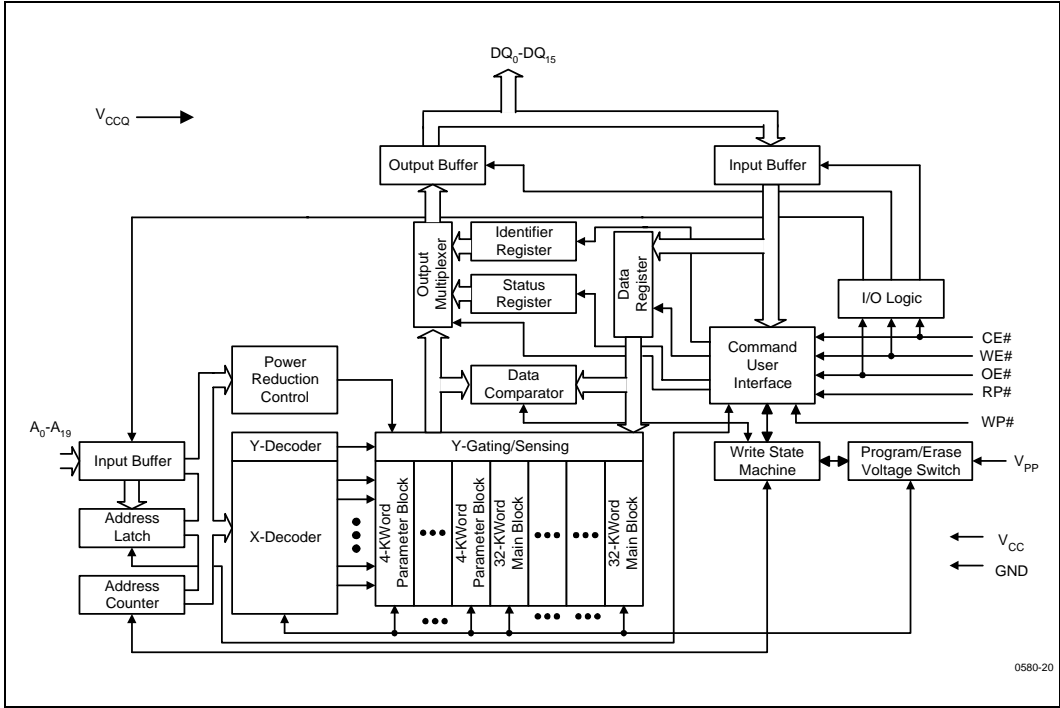 DQ₀-DQ₁₅
V_CCQ
Output Buffer
Input Buffer
Output
Multiplexer
Identifier
Register
Data
Register
Status
Register
I/O Logic
Command
User
Interface
CE#
WE#
OE#
RP#
WP#
Power
Reduction
Control
Data
Comparator
A₀-A₁₉
Input Buffer
Y-Decoder
Y-Gating/Sensing
Write State
Machine
Program/Erase
Voltage Switch
V_PP
Address
Latch
X-Decoder
4-KWord
Parameter Block
4-KWord
Parameter Block
32-KWord
Main Block
32-KWord
Main Block
V_CC
GND
Address
Counter
0580-20